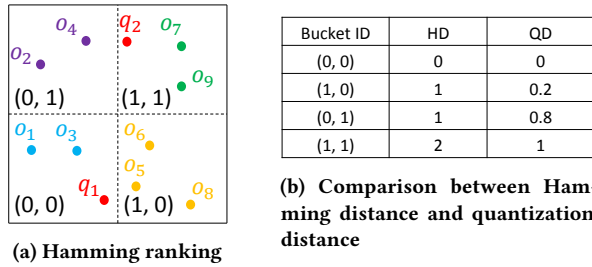 o4 q2 o7
o2
o9
(0, 1) (1, 1)
o1 o3 o6
o5
q1 o8
(0, 0) (1, 0)
(a) Hamming ranking
Bucket ID HD QD
(0, 0) 0 0
(1, 0) 1 0.2
(0, 1) 1 0.8
(1, 1) 2 1
(b) Comparison between Ham-
ming distance and quantization
distance